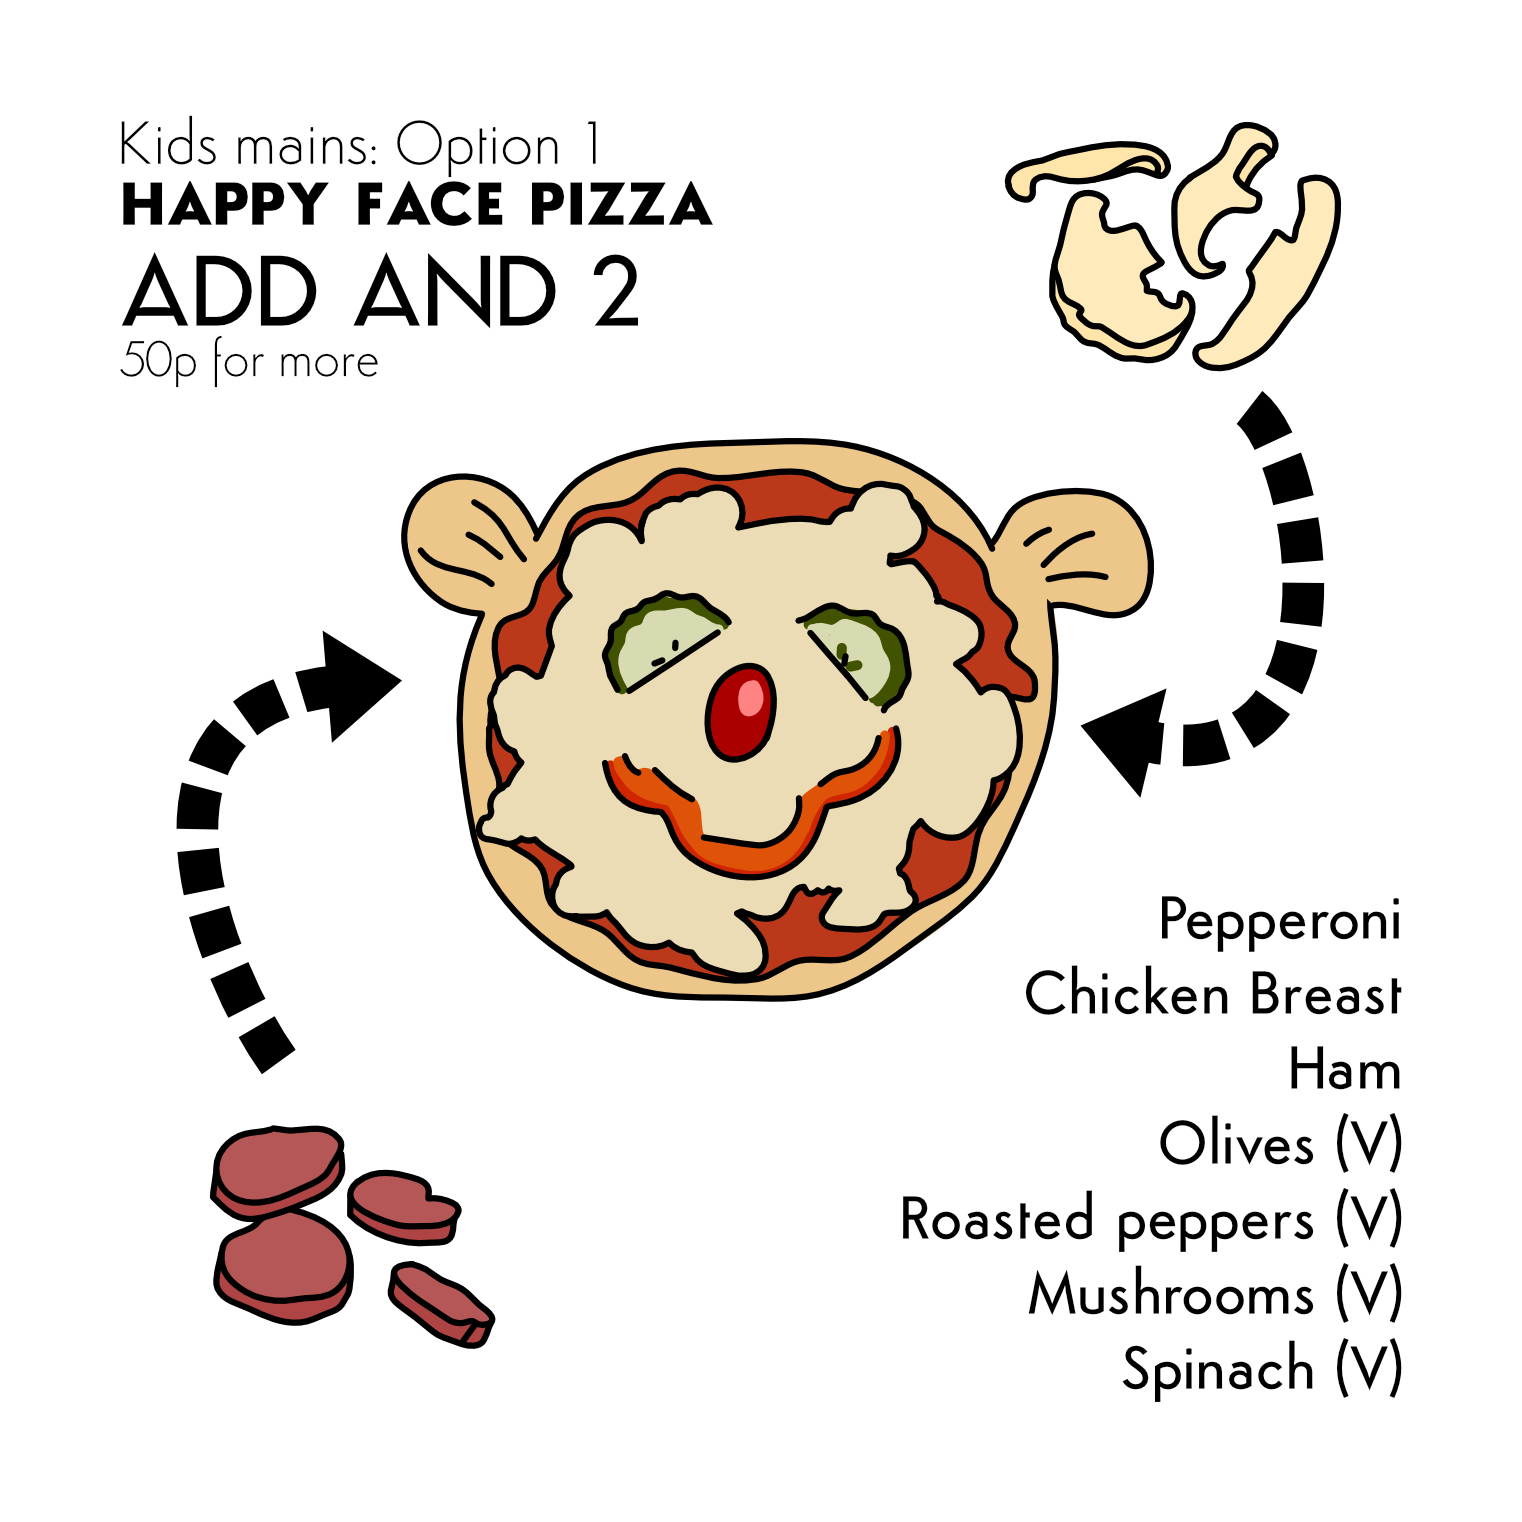 Kids mains: Option 1
HAPPY FACE PIZZA
ADD AND 2
50p for more
Pepperoni
Chicken Breast
Ham
Olives (V)
Roasted peppers (V)
Mushrooms (V)
Spinach (V)